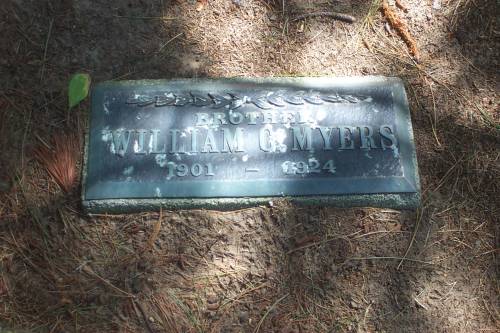 BROTHER
WILLIAM C. MYERS
1901 - 1924